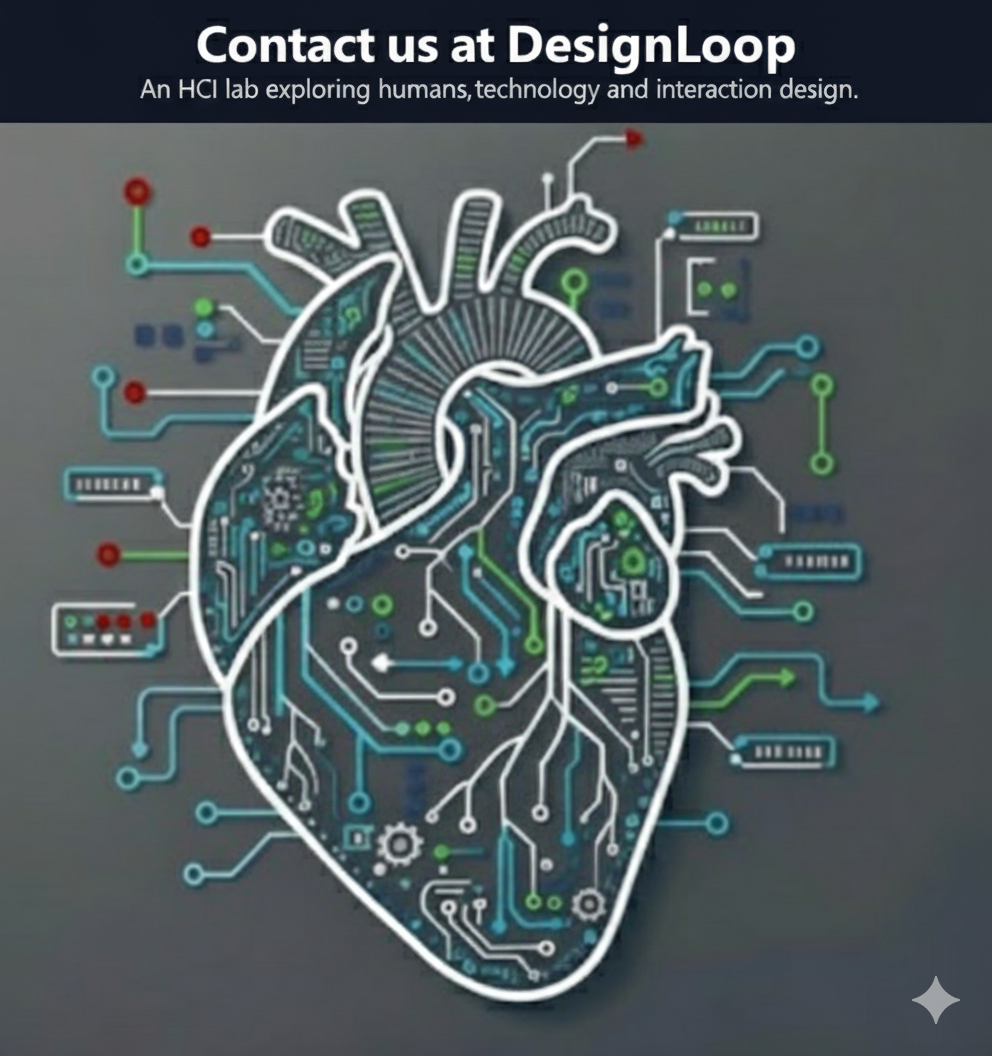 Contact us at DesignLoop
An HCI lab exploring humans, technology and interaction design.